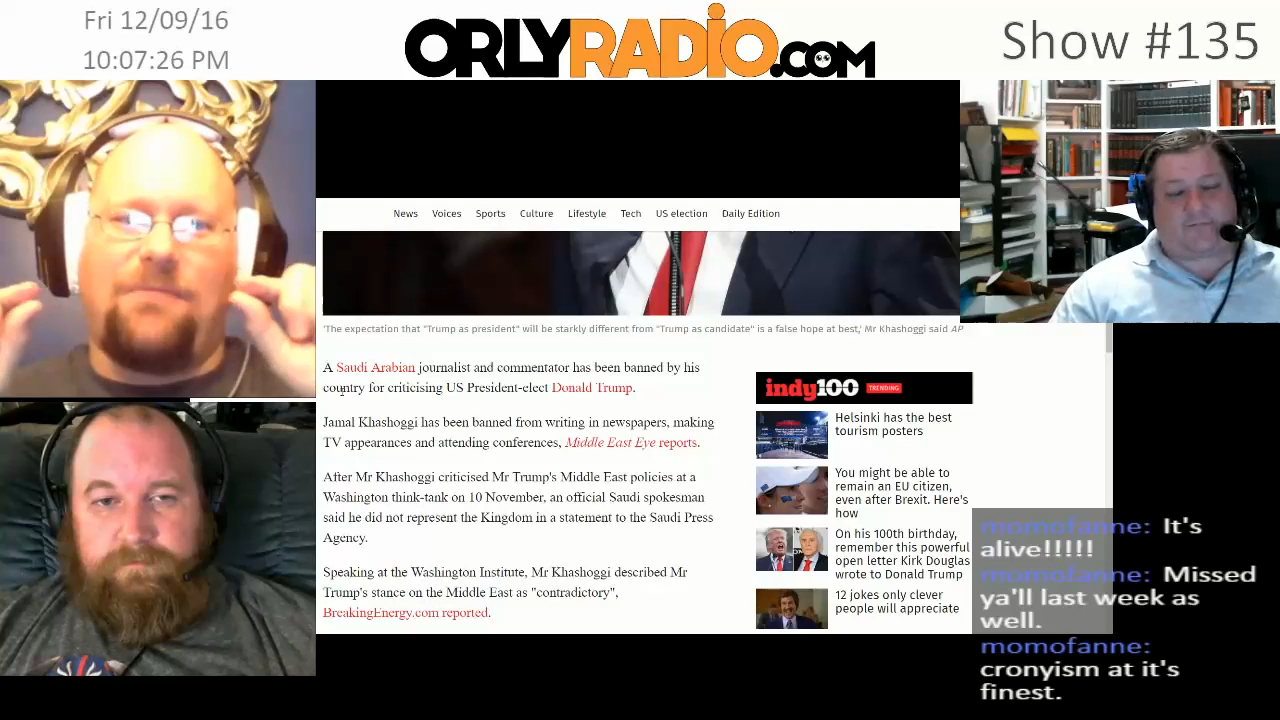 Fri 12/09/16
10:07:26 PM
ORLYRADIO.COM
Show #135
News Voices Sports Culture Lifestyle Tech US election Daily Edition
'The expectation that "Trump as president" will be starkly different from "Trump as candidate" is a false hope at best,' Mr Khashoggi said AP
A Saudi Arabian journalist and commentator has been banned by his
country for criticising US President-elect Donald Trump.
Jamal Khashoggi has been banned from writing in newspapers, making
TV appearances and attending conferences, Middle East Eye reports.
After Mr Khashoggi criticised Mr Trump's Middle East policies at a
Washington think-tank on 10 November, an official Saudi spokesman
said he did not represent the Kingdom in a statement to the Saudi Press
Agency.
Speaking at the Washington Institute, Mr Khashoggi described Mr
Trump's stance on the Middle East as "contradictory",
BreakingEnergy.com reported.
indy100 TRENDING
Helsinki has the best
tourism posters
You might be able to
remain an EU citizen,
even after Brexit. Here's
how
On his 100th birthday,
remember this powerful
open letter Kirk Douglas
wrote to Donald Trump
12 jokes only clever
people will appreciate
momofanne: It's
alive!!!!!
momofanne: Missed
ya'll last week as
well.
momofanne:
cronyism at it's
finest.